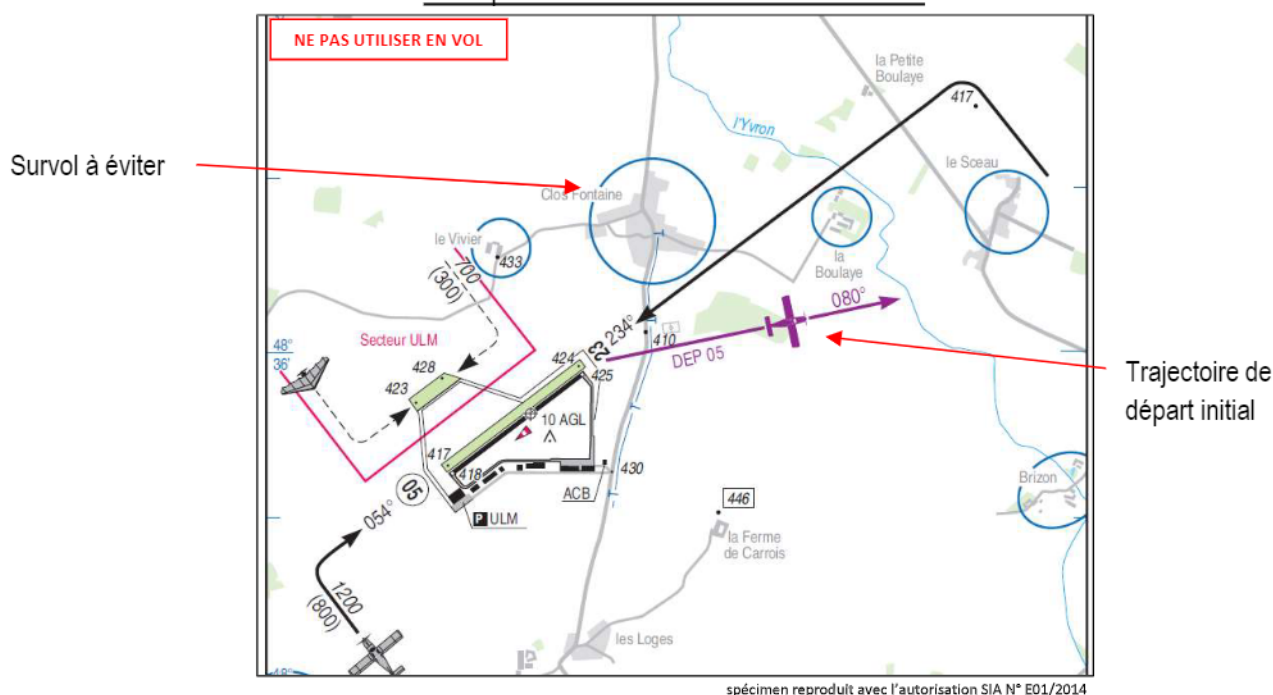 NE PAS UTILISER EN VOL
la Petite
Boulaye
417
l'Yvron
Survol à éviter
le Sceau
Clos Fontaine
le Vivier
433
la
Boulaye
700
(300)
080°
Secteur ULM
23 234°
410
DEP 05
48°
36'
428
424
423
425
Trajectoire de
départ initial
10 AGL
417
418
430
05
054°
ACB
Brizon
446
P ULM
la Ferme
de Carrois
1200
(800)
les Loges
48°
spécimen reproduit avec l'autorisation SIA N° E01/2014